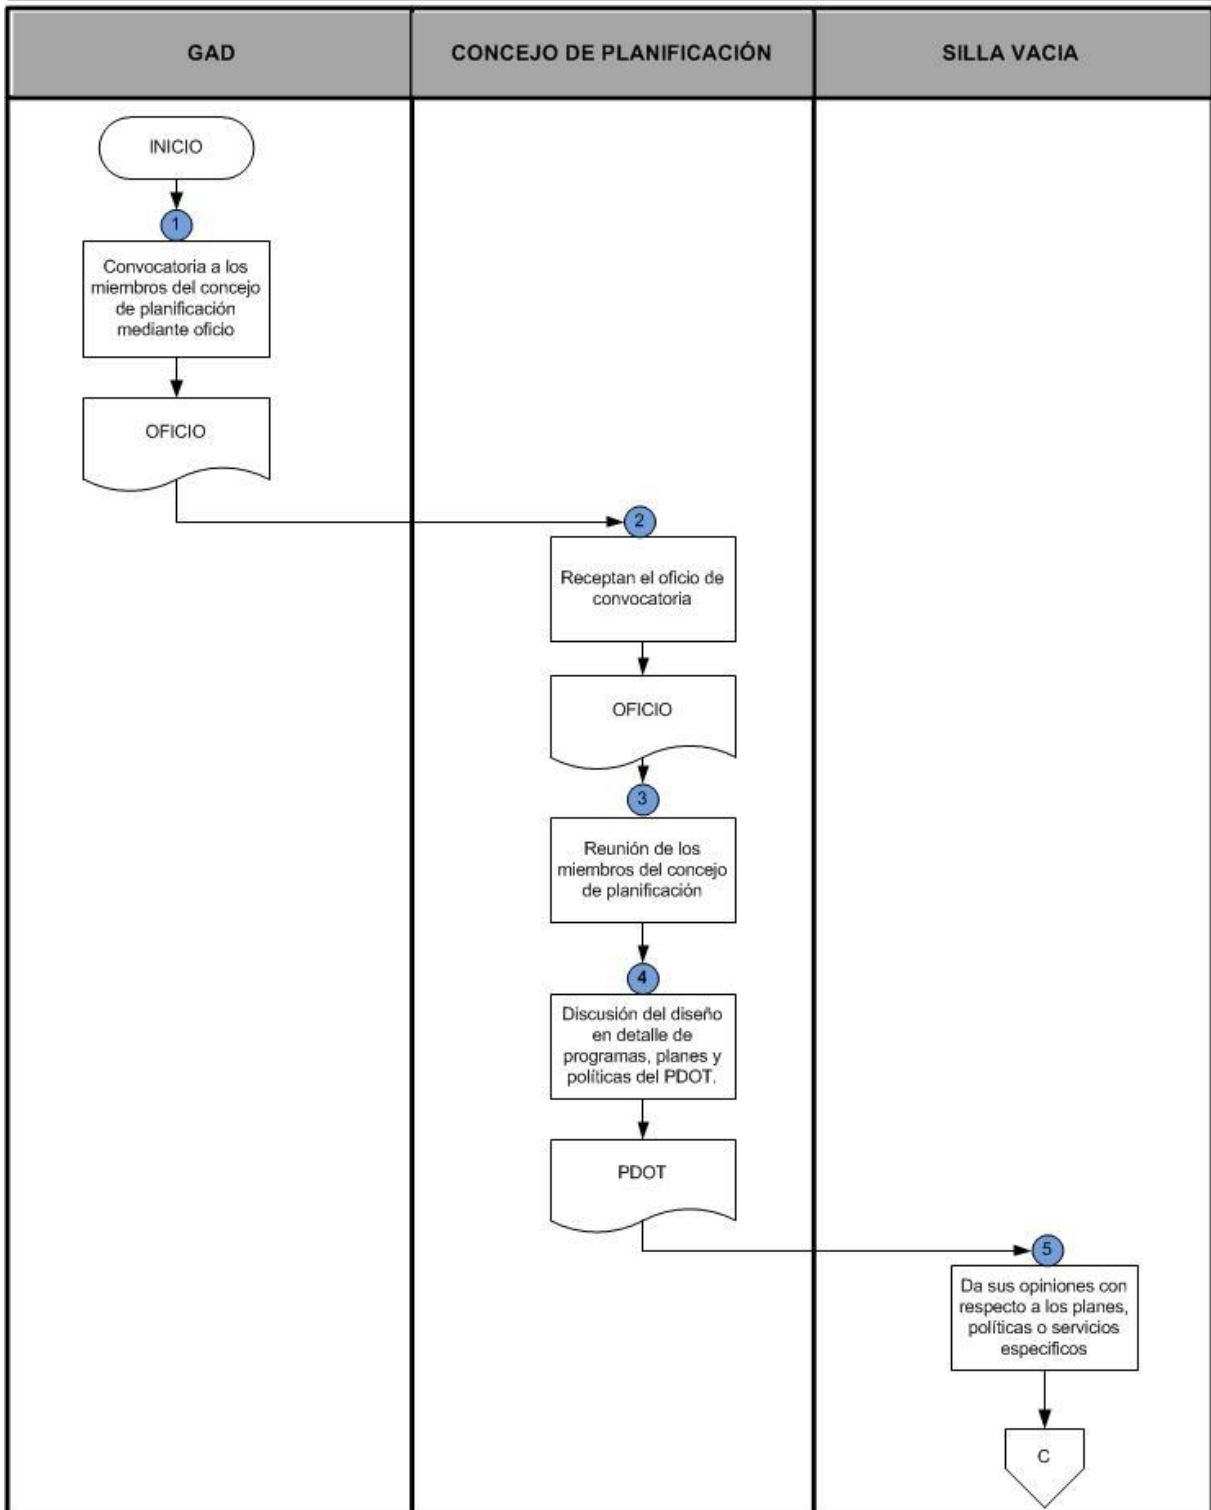 GAD
CONCEJO DE PLANIFICACIÓN
SILLA VACIA
INICIO
1
Convocatoria a los
miembros del concejo
de planificación
mediante oficio
OFICIO
2
Receptan el oficio de
convocatoria
OFICIO
3
Reunión de los
miembros del concejo
de planificación
4
Discusión del diseño
en detalle de
programas, planes y
políticas del PDOT.
PDOT
5
Da sus opiniones con
respecto a los planes,
políticas o servicios
especificos
C